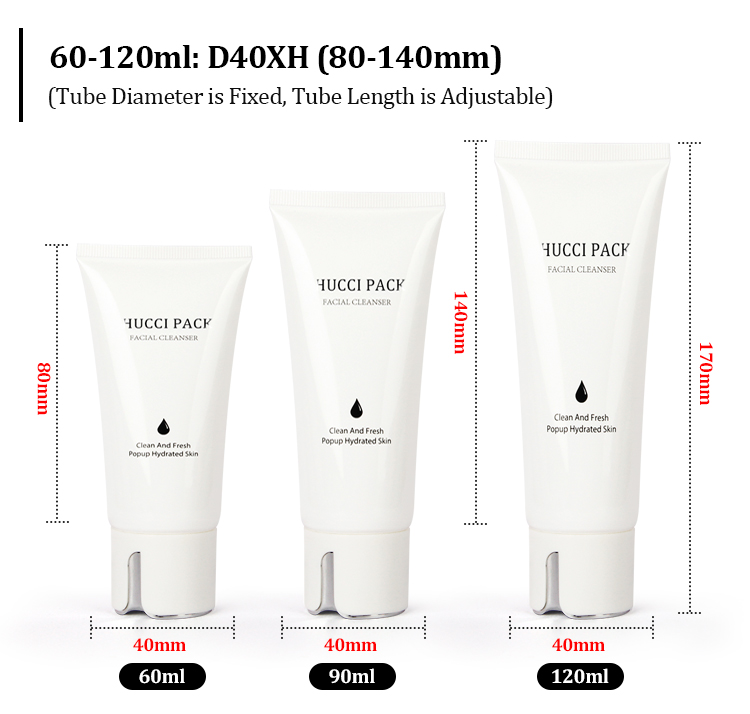 60-120ml: D40XH (80-140mm)
(Tube Diameter is Fixed, Tube Length is Adjustable)
HUCCI PACK
FACIAL CLEANSER
Clean And Fresh
Popup Hydrated Skin
80mm
40mm
60ml
HUCCI PACK
FACIAL CLEANSER
Clean And Fresh
Popup Hydrated Skin
40mm
90ml
140mm
HUCCI PACK
FACIAL CLEANSER
Clean And Fresh
Popup Hydrated Skin
170mm
40mm
120ml